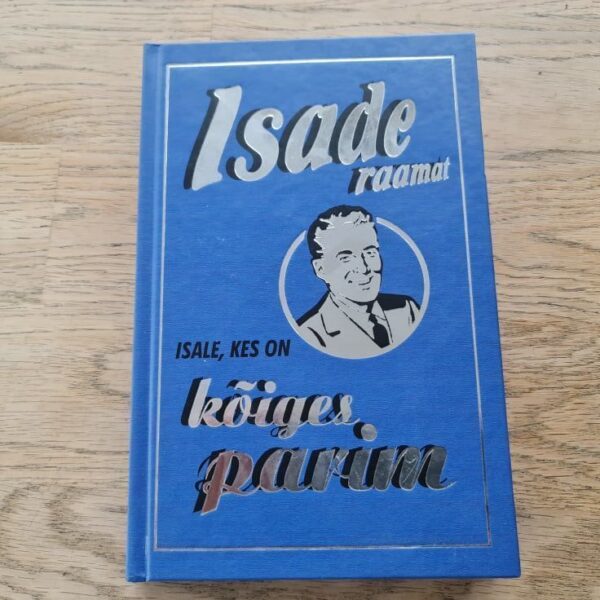 Isade
raamat
ISALE, KES ON
kõiges
parim